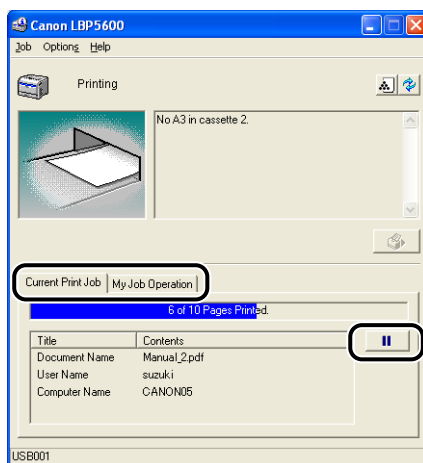 Canon LBP5600
Job Options Help
Printing
No A3 in cassette 2.
Current Print Job My Job Operation
6 of 10 Pages Printed.
Title Contents
Document Name Manual_2.pdf
User Name suzuki
Computer Name CANON05
USB001